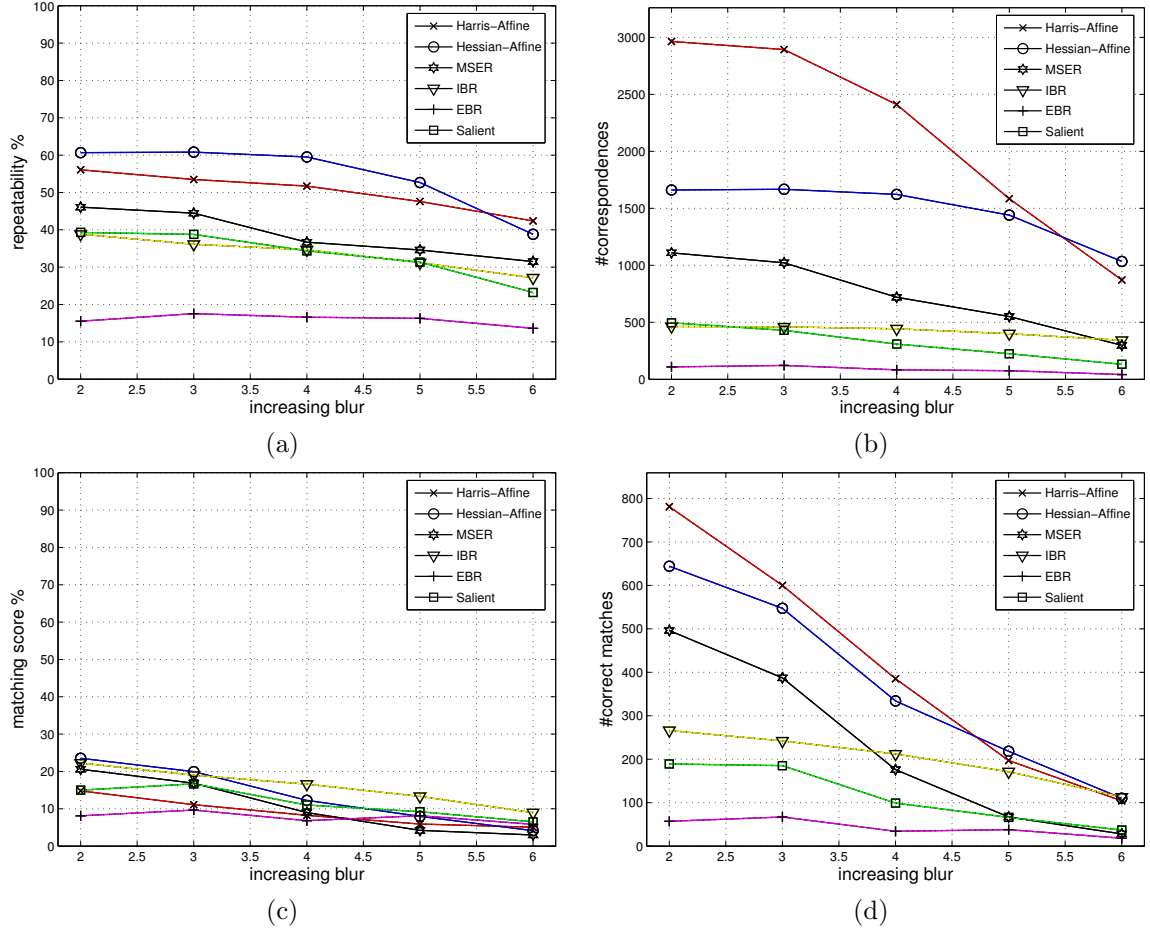 100
90
80
70
60
50
40
30
20
10
0
repeatability %
2
2.5
3
3.5
4
4.5
5
5.5
6
increasing blur
Harris−Affine
Hessian−Affine
MSER
IBR
EBR
Salient
(a)
3000
2500
2000
1500
1000
500
0
#correspondences
2
2.5
3
3.5
4
4.5
5
5.5
6
increasing blur
Harris−Affine
Hessian−Affine
MSER
IBR
EBR
Salient
(b)
100
90
80
70
60
50
40
30
20
10
0
matching score %
2
2.5
3
3.5
4
4.5
5
5.5
6
increasing blur
Harris−Affine
Hessian−Affine
MSER
IBR
EBR
Salient
(c)
800
700
600
500
400
300
200
100
0
#correct matches
2
2.5
3
3.5
4
4.5
5
5.5
6
increasing blur
Harris−Affine
Hessian−Affine
MSER
IBR
EBR
Salient
(d)